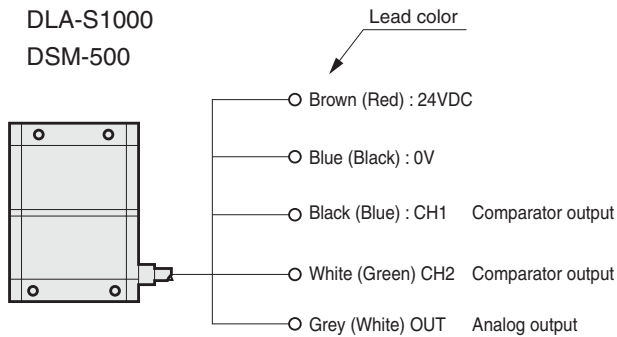 DLA-S1000
DSM-500
Lead color
Brown (Red) : 24VDC
Blue (Black) : 0V
Black (Blue) : CH1 Comparator output
White (Green) CH2 Comparator output
Grey (White) OUT Analog output